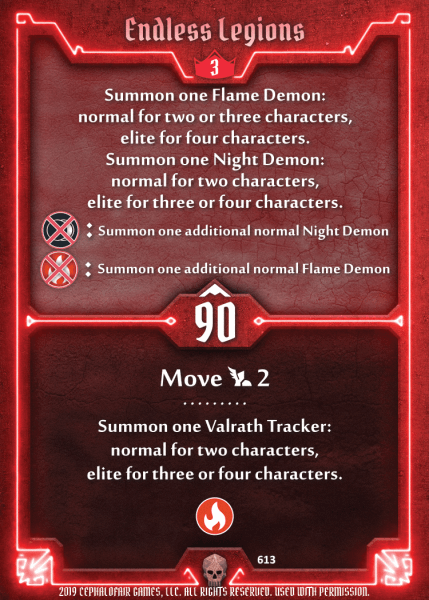 Endless Legions
3
Summon one Flame Demon:
normal for two or three characters,
elite for four characters.
Summon one Night Demon:
normal for two characters,
elite for three or four characters.
: Summon one additional normal Night Demon
: Summon one additional normal Flame Demon
90
Move 2
Summon one Valrath Tracker:
normal for two characters,
elite for three or four characters.
613
2019 CEPHALOFAIR GAMES, LLC. ALL RIGHTS RESERVED. USED WITH PERMISSION.